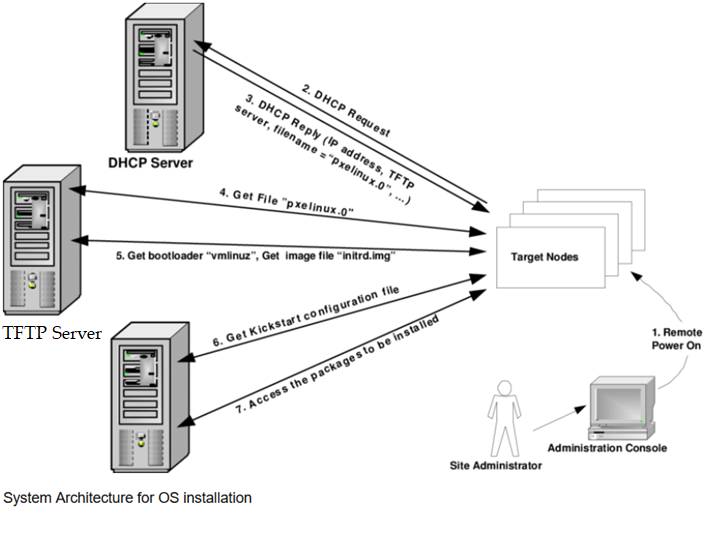 2. DHCP Request
3. DHCP Reply (IP address, TFTP
server, filename = "pxelinux.0", ...)
DHCP Server
4. Get File "pxelinux.0"
5. Get bootloader "vmlinuz", Get image file "initrd.img"
Target Nodes
TFTP Server
6. Get Kickstart configuration file
7. Access the packages to be installed
1. Remote
Power On
Administration Console
Site Administrator
System Architecture for OS installation